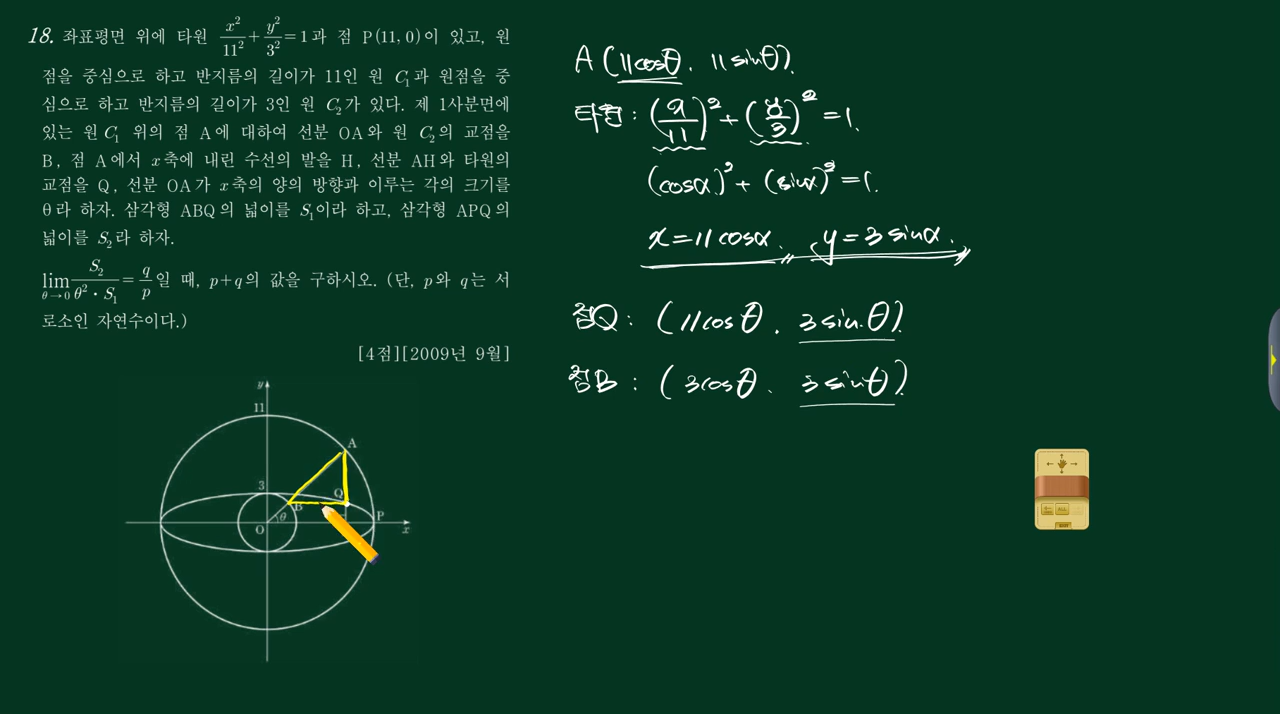 18. 좌표평면 위에 타원 x²/11² + y²/3² = 1과 점 P(11, 0)이 있고, 원
점을 중심으로 하고 반지름의 길이가 11인 원 C₁과 원점을 중
심으로 하고 반지름의 길이가 3인 원 C₂가 있다. 제 1사분면에
있는 원 C₁ 위의 점 A에 대하여 선분 OA와 원 C₂의 교점을
B, 점 A에서 x축에 내린 수선의 발을 H, 선분 AH와 타원의
교점을 Q, 선분 OA가 x축의 양의 방향과 이루는 각의 크기를
θ라 하자. 삼각형 ABQ의 넓이를 S₁이라 하고, 삼각형 APQ의
넓이를 S₂라 하자.
lim θ→0 S₂/(θ²·S₁) = q/p 일 때, p+q의 값을 구하시오. (단, p와 q는 서
로소인 자연수이다.)
[4점][2009년 9월]
y
11
A
3
Q
B
θ
P
O
x
A(11cosθ, 11sinθ).
타원 : (x/11)² + (y/3)² = 1.
(cosα)² + (sinα)² = 1.
x = 11cosα, y = 3sinα.
점Q : (11cosθ, 3sinθ).
점B : (3cosθ, 3sinθ).